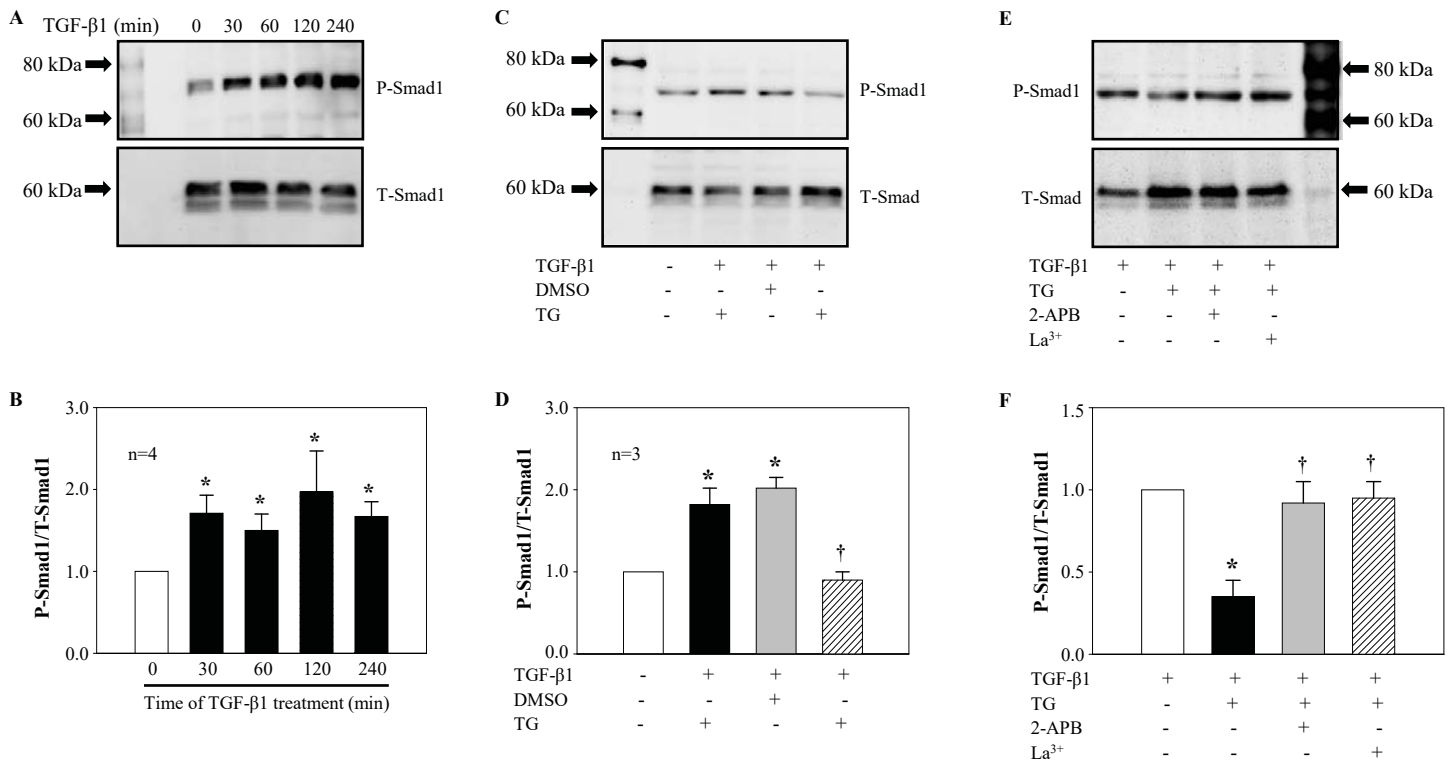 A
TGF-β1 (min) 0 30 60 120 240
80 kDa
P-Smad1
60 kDa
60 kDa
T-Smad1
C
80 kDa
P-Smad1
60 kDa
60 kDa
T-Smad
TGF-β1 - + + +
DMSO - - + -
TG - + - +
E
P-Smad1
80 kDa
60 kDa
T-Smad
60 kDa
TGF-β1 + + + +
TG - + + +
2-APB - - + -
La³⁺ - - - +
B
P-Smad1/T-Smad1
3.0
2.0
1.0
0.0
n=4
* * * *
0 30 60 120 240
Time of TGF-β1 treatment (min)
D
P-Smad1/T-Smad1
3.0
2.0
1.0
0.0
n=3
* * †
TGF-β1 - + + +
DMSO - - + -
TG - + - +
F
P-Smad1/T-Smad1
1.5
1.0
0.5
0.0
* † †
TGF-β1 + + + +
TG - + + +
2-APB - - + -
La³⁺ - - - +